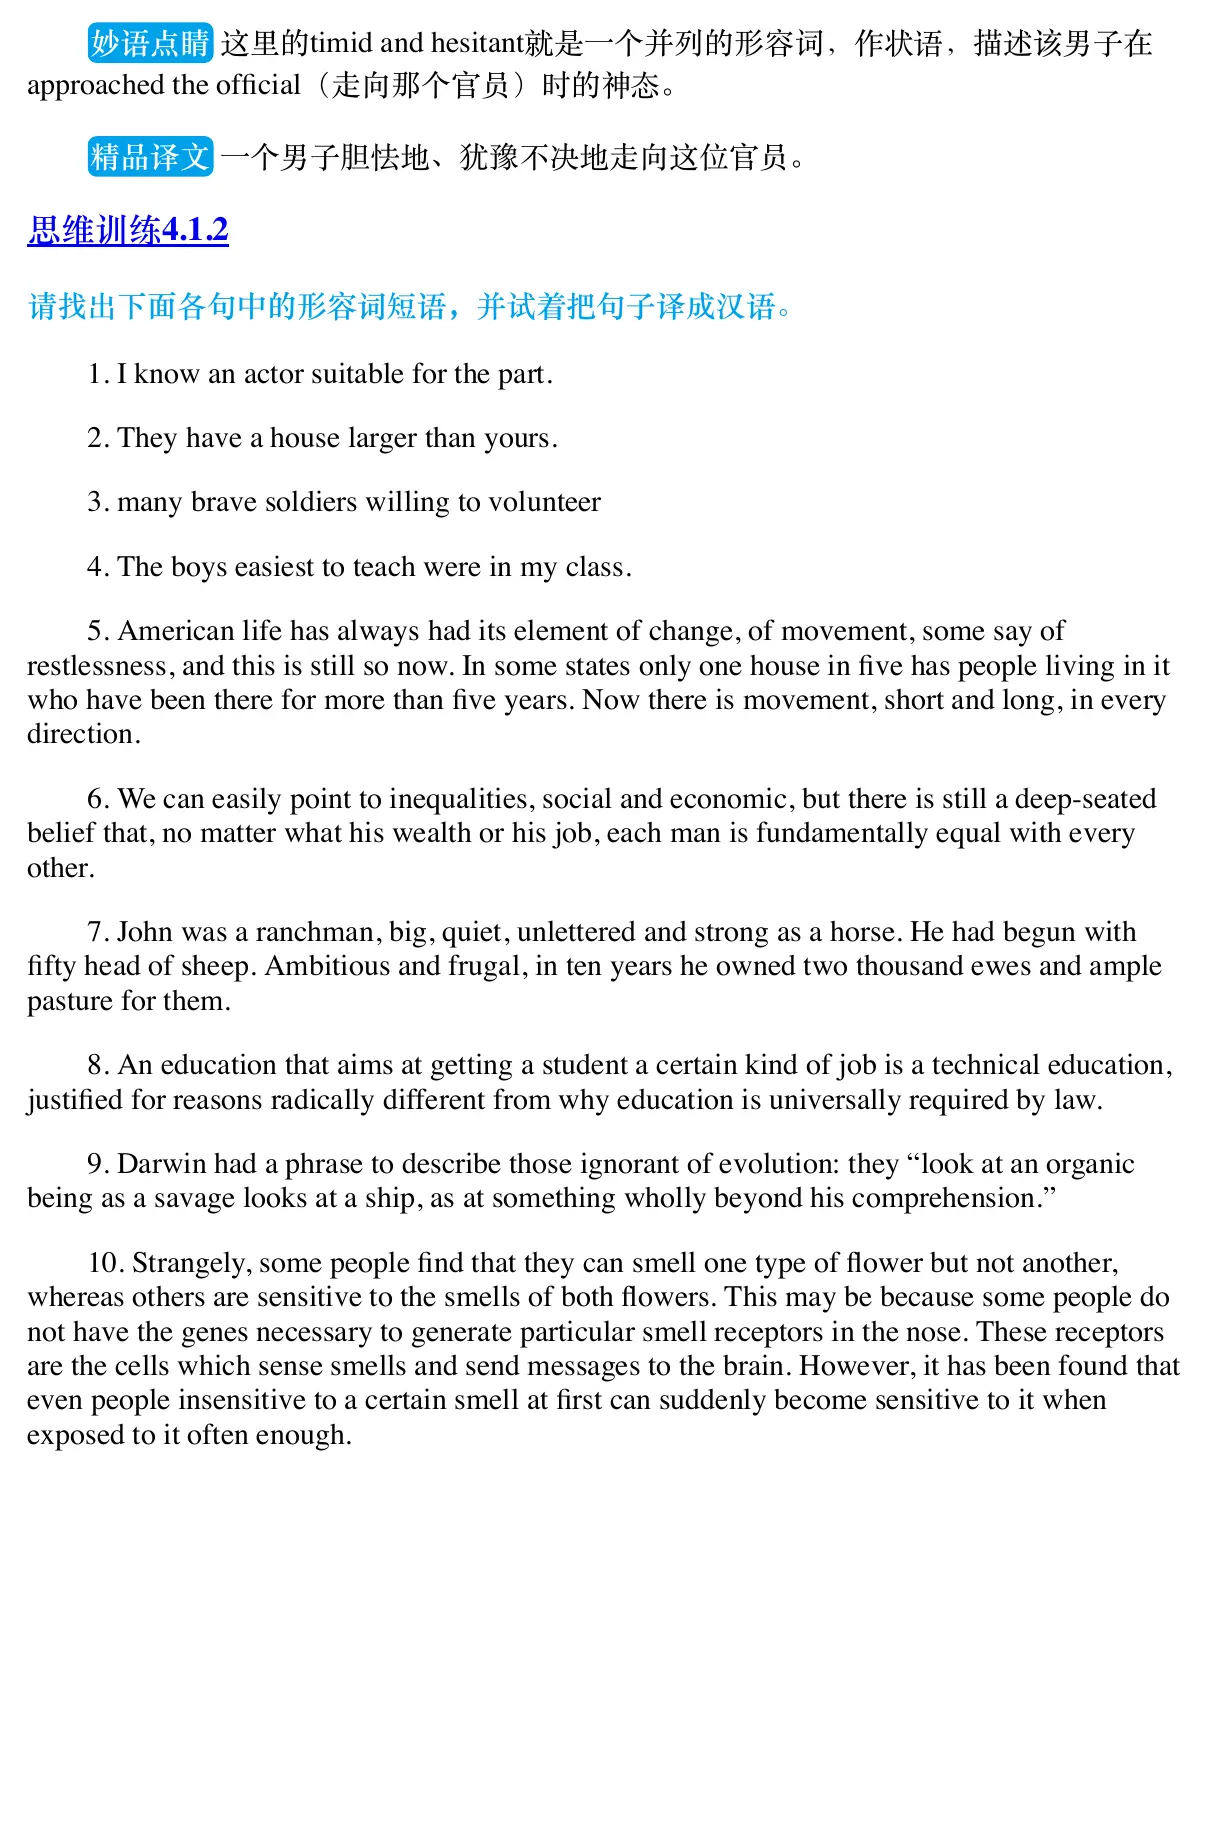 妙语点睛 这里的timid and hesitant就是一个并列的形容词，作状语，描述该男子在
approached the official（走向那个官员）时的神态。
精品译文 一个男子胆怯地、犹豫不决地走向这位官员。
思维训练4.1.2
请找出下面各句中的形容词短语，并试着把句子译成汉语。
1. I know an actor suitable for the part.
2. They have a house larger than yours.
3. many brave soldiers willing to volunteer
4. The boys easiest to teach were in my class.
5. American life has always had its element of change, of movement, some say of
restlessness, and this is still so now. In some states only one house in five has people living in it
who have been there for more than five years. Now there is movement, short and long, in every
direction.
6. We can easily point to inequalities, social and economic, but there is still a deep-seated
belief that, no matter what his wealth or his job, each man is fundamentally equal with every
other.
7. John was a ranchman, big, quiet, unlettered and strong as a horse. He had begun with
fifty head of sheep. Ambitious and frugal, in ten years he owned two thousand ewes and ample
pasture for them.
8. An education that aims at getting a student a certain kind of job is a technical education,
justified for reasons radically different from why education is universally required by law.
9. Darwin had a phrase to describe those ignorant of evolution: they “look at an organic
being as a savage looks at a ship, as at something wholly beyond his comprehension.”
10. Strangely, some people find that they can smell one type of flower but not another,
whereas others are sensitive to the smells of both flowers. This may be because some people do
not have the genes necessary to generate particular smell receptors in the nose. These receptors
are the cells which sense smells and send messages to the brain. However, it has been found that
even people insensitive to a certain smell at first can suddenly become sensitive to it when
exposed to it often enough.